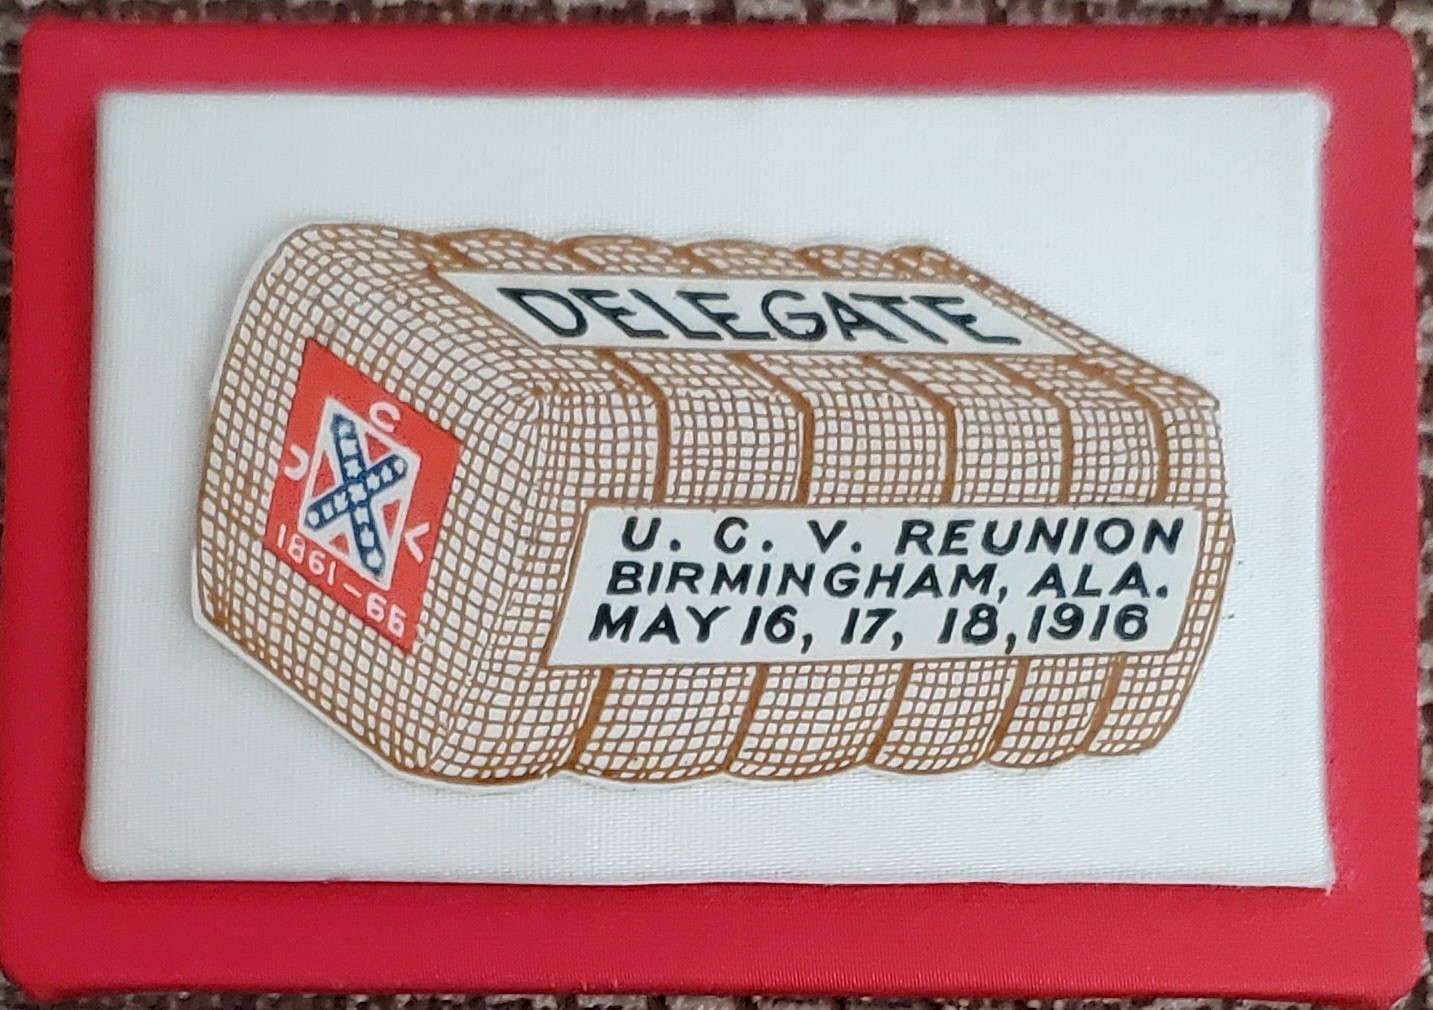 DELEGATE
U C V
1861-65
U. C. V. REUNION
BIRMINGHAM, ALA.
MAY 16, 17, 18, 1916